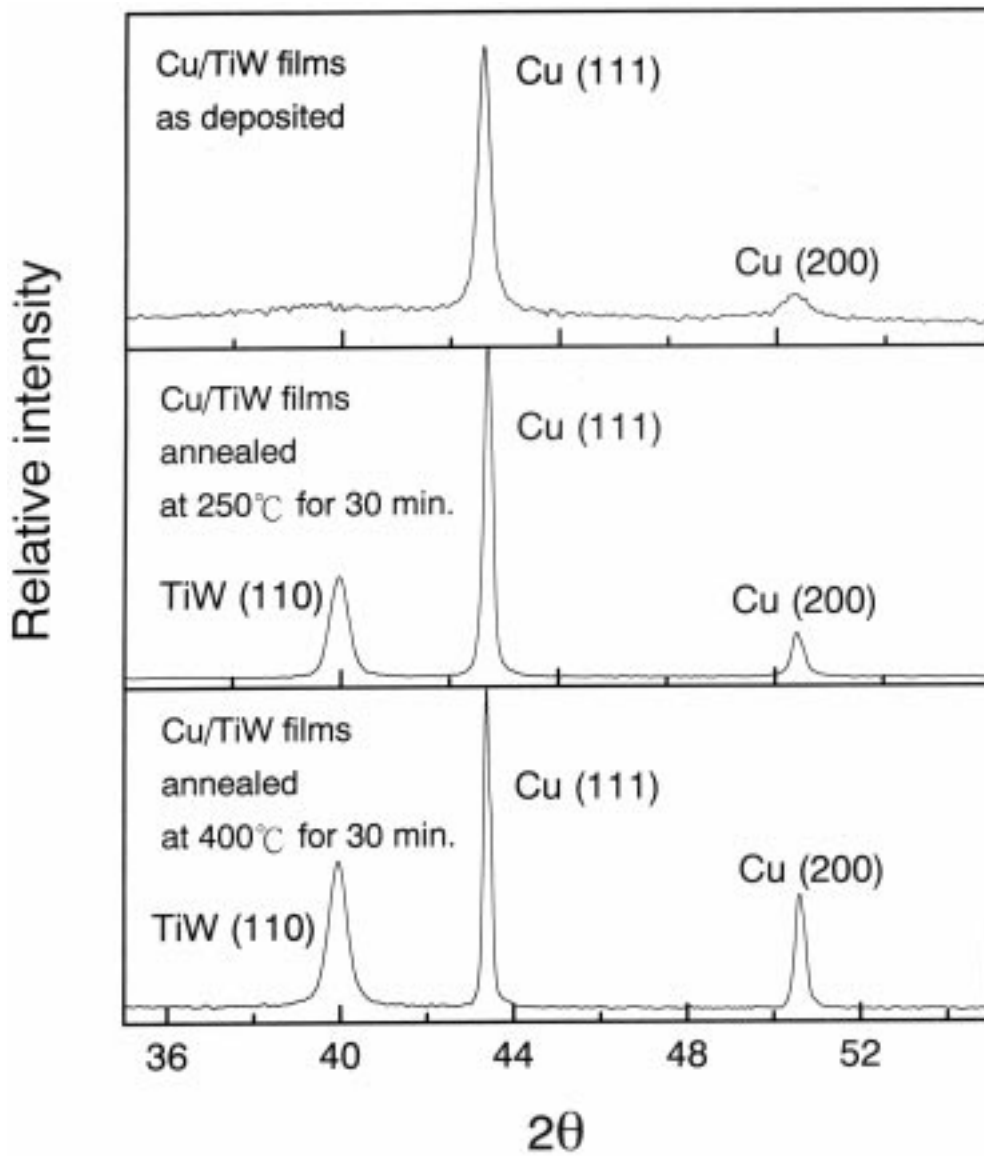 Relative intensity
Cu/TiW films
as deposited
Cu (111)
Cu (200)
Cu/TiW films
annealed
at 250℃ for 30 min.
Cu (111)
TiW (110)
Cu (200)
Cu/TiW films
annealed
at 400℃ for 30 min.
Cu (111)
TiW (110)
Cu (200)
36 40 44 48 52
2θ